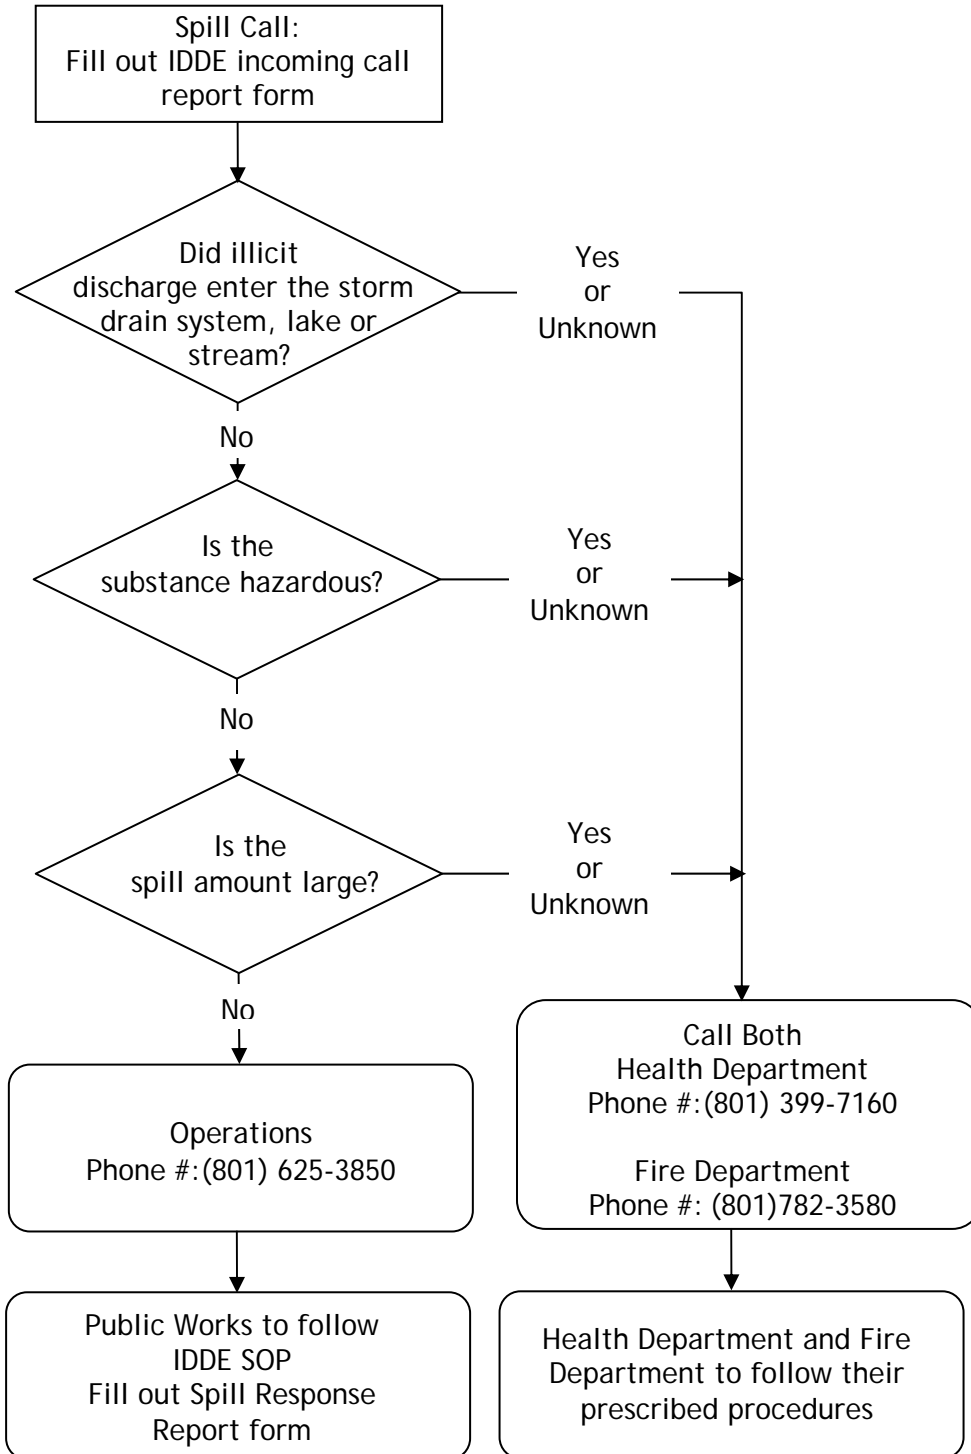 Spill Call:
Fill out IDDE incoming call
report form
Did illicit
discharge enter the storm
drain system, lake or
stream?
Yes
or
Unknown
No
Is the
substance hazardous?
Yes
or
Unknown
No
Is the
spill amount large?
Yes
or
Unknown
No
Operations
Phone #:(801) 625-3850
Call Both
Health Department
Phone #:(801) 399-7160
Fire Department
Phone #: (801)782-3580
Public Works to follow
IDDE SOP
Fill out Spill Response
Report form
Health Department and Fire
Department to follow their
prescribed procedures